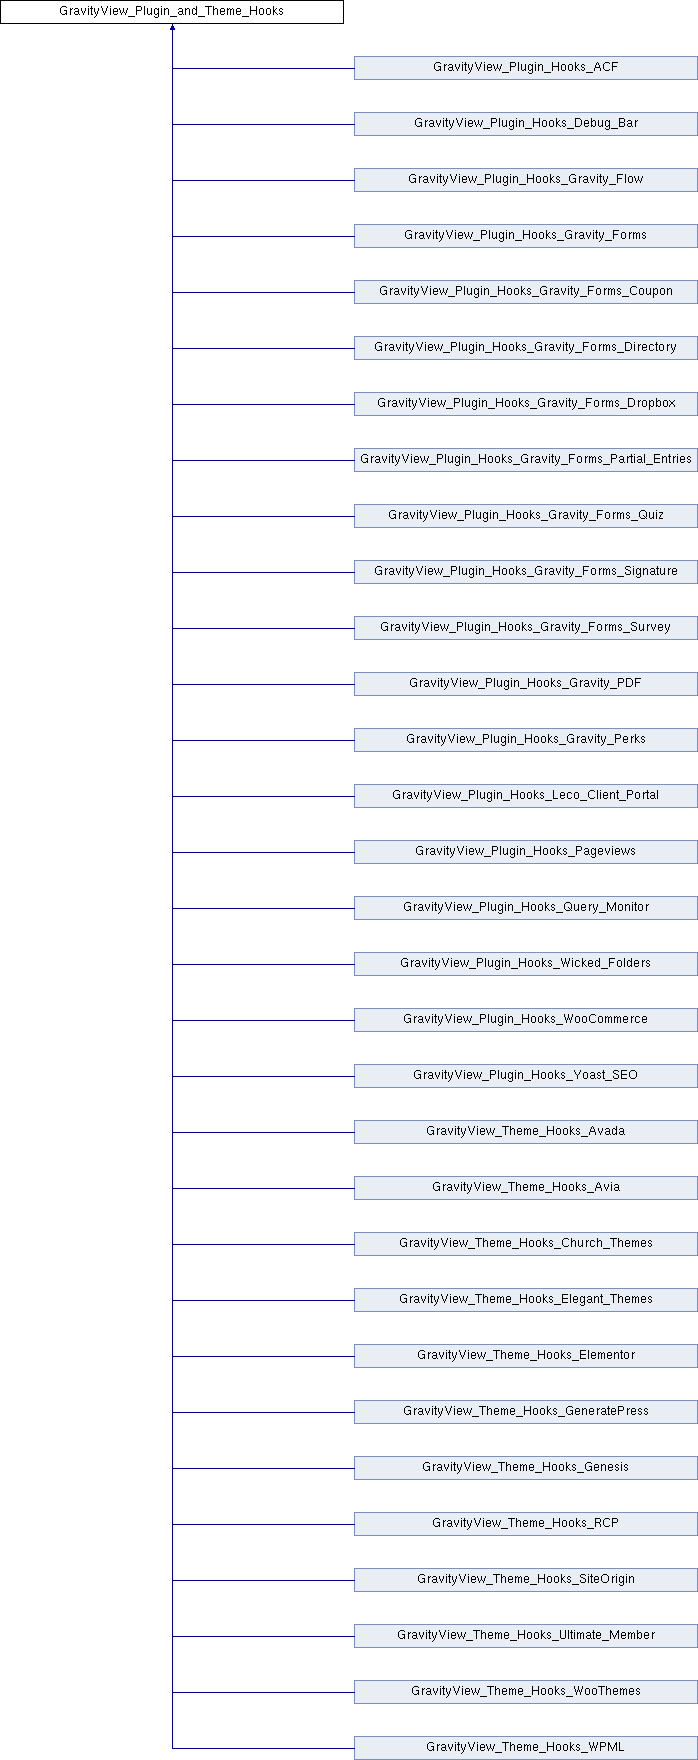 GravityView_Plugin_and_Theme_Hooks
GravityView_Plugin_Hooks_ACF
GravityView_Plugin_Hooks_Debug_Bar
GravityView_Plugin_Hooks_Gravity_Flow
GravityView_Plugin_Hooks_Gravity_Forms
GravityView_Plugin_Hooks_Gravity_Forms_Coupon
GravityView_Plugin_Hooks_Gravity_Forms_Directory
GravityView_Plugin_Hooks_Gravity_Forms_Dropbox
GravityView_Plugin_Hooks_Gravity_Forms_Partial_Entries
GravityView_Plugin_Hooks_Gravity_Forms_Quiz
GravityView_Plugin_Hooks_Gravity_Forms_Signature
GravityView_Plugin_Hooks_Gravity_Forms_Survey
GravityView_Plugin_Hooks_Gravity_PDF
GravityView_Plugin_Hooks_Gravity_Perks
GravityView_Plugin_Hooks_Leco_Client_Portal
GravityView_Plugin_Hooks_Pageviews
GravityView_Plugin_Hooks_Query_Monitor
GravityView_Plugin_Hooks_Wicked_Folders
GravityView_Plugin_Hooks_WooCommerce
GravityView_Plugin_Hooks_Yoast_SEO
GravityView_Theme_Hooks_Avada
GravityView_Theme_Hooks_Avia
GravityView_Theme_Hooks_Church_Themes
GravityView_Theme_Hooks_Elegant_Themes
GravityView_Theme_Hooks_Elementor
GravityView_Theme_Hooks_GeneratePress
GravityView_Theme_Hooks_Genesis
GravityView_Theme_Hooks_RCP
GravityView_Theme_Hooks_SiteOrigin
GravityView_Theme_Hooks_Ultimate_Member
GravityView_Theme_Hooks_WooThemes
GravityView_Theme_Hooks_WPML